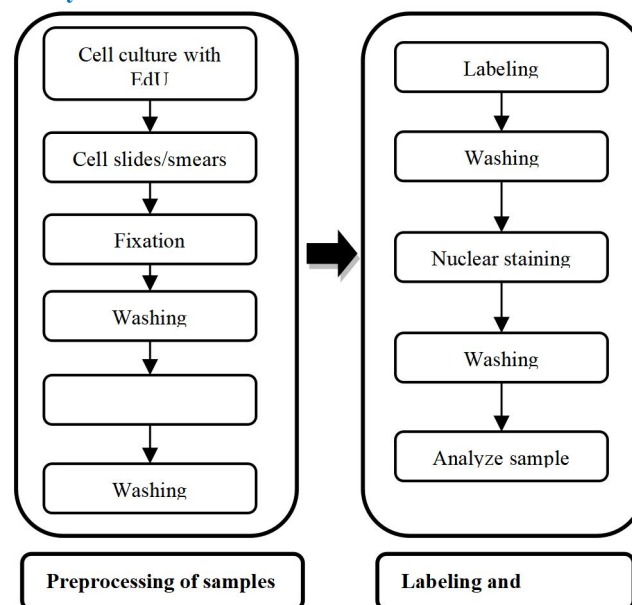 Cell culture with
EdU
Cell slides/smears
Fixation
Washing
Washing
Preprocessing of samples
Labeling
Washing
Nuclear staining
Washing
Analyze sample
Labeling and